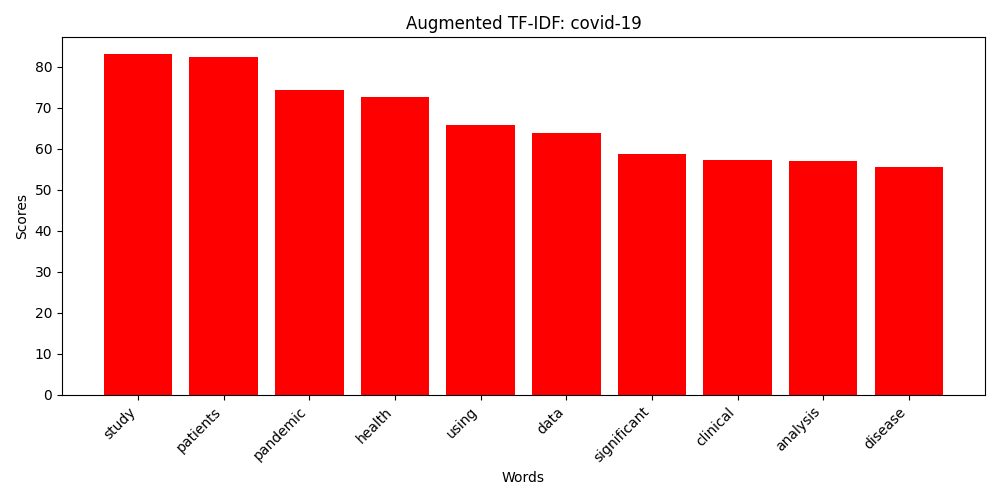 Augmented TF-IDF: covid-19
Scores
80
70
60
50
40
30
20
10
0
study
patients
pandemic
health
using
data
significant
clinical
analysis
disease
Words